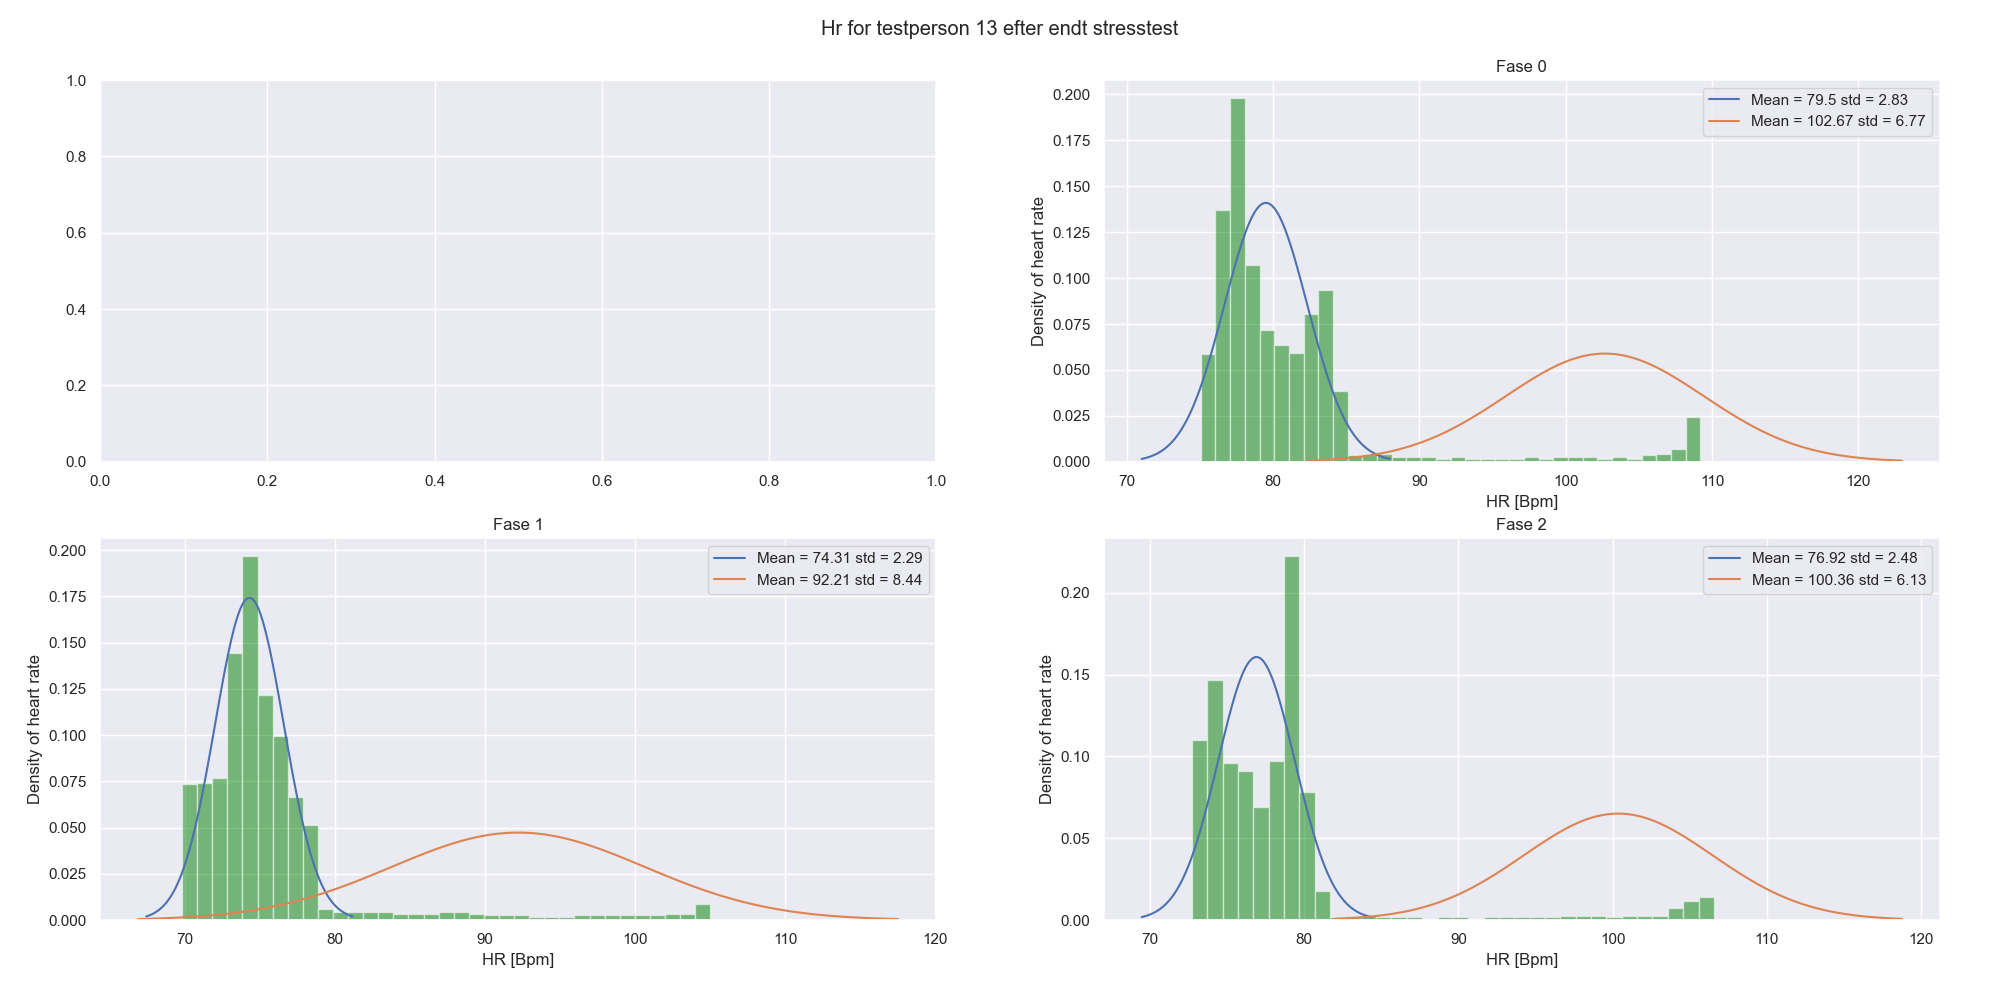 Hr for testperson 13 efter endt stresstest
1.0
0.8
0.6
0.4
0.2
0.0
0.0 0.2 0.4 0.6 0.8 1.0
Fase 0
Mean = 79.5 std = 2.83
Mean = 102.67 std = 6.77
Density of heart rate
0.200
0.175
0.150
0.125
0.100
0.075
0.050
0.025
0.000
70 80 90 100 110 120
HR [Bpm]
Fase 1
Mean = 74.31 std = 2.29
Mean = 92.21 std = 8.44
Density of heart rate
0.200
0.175
0.150
0.125
0.100
0.075
0.050
0.025
0.000
70 80 90 100 110 120
HR [Bpm]
Fase 2
Mean = 76.92 std = 2.48
Mean = 100.36 std = 6.13
Density of heart rate
0.20
0.15
0.10
0.05
0.00
70 80 90 100 110 120
HR [Bpm]